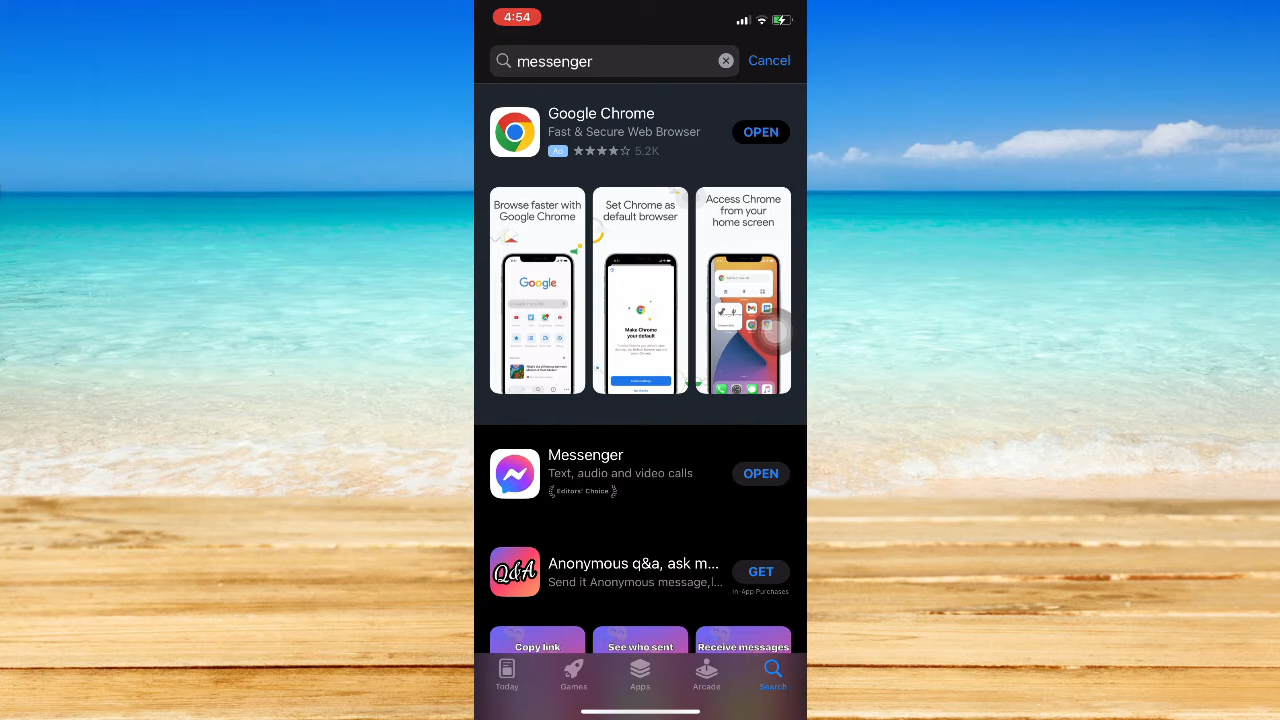 4:54
messenger
Cancel
Google Chrome
Fast & Secure Web Browser
OPEN
Ad 5.2K
Browse faster with
Google Chrome
Google
Set Chrome as
default browser
Make Chrome
your default
Access Chrome
from your
home screen
Messenger
Text, audio and video calls
Editors' Choice
OPEN
Q&A
Anonymous q&a, ask m...
Send it Anonymous message,l...
GET
In-App Purchases
Copy link
See who sent
Receive messages
Today
Games
Apps
Arcade
Search